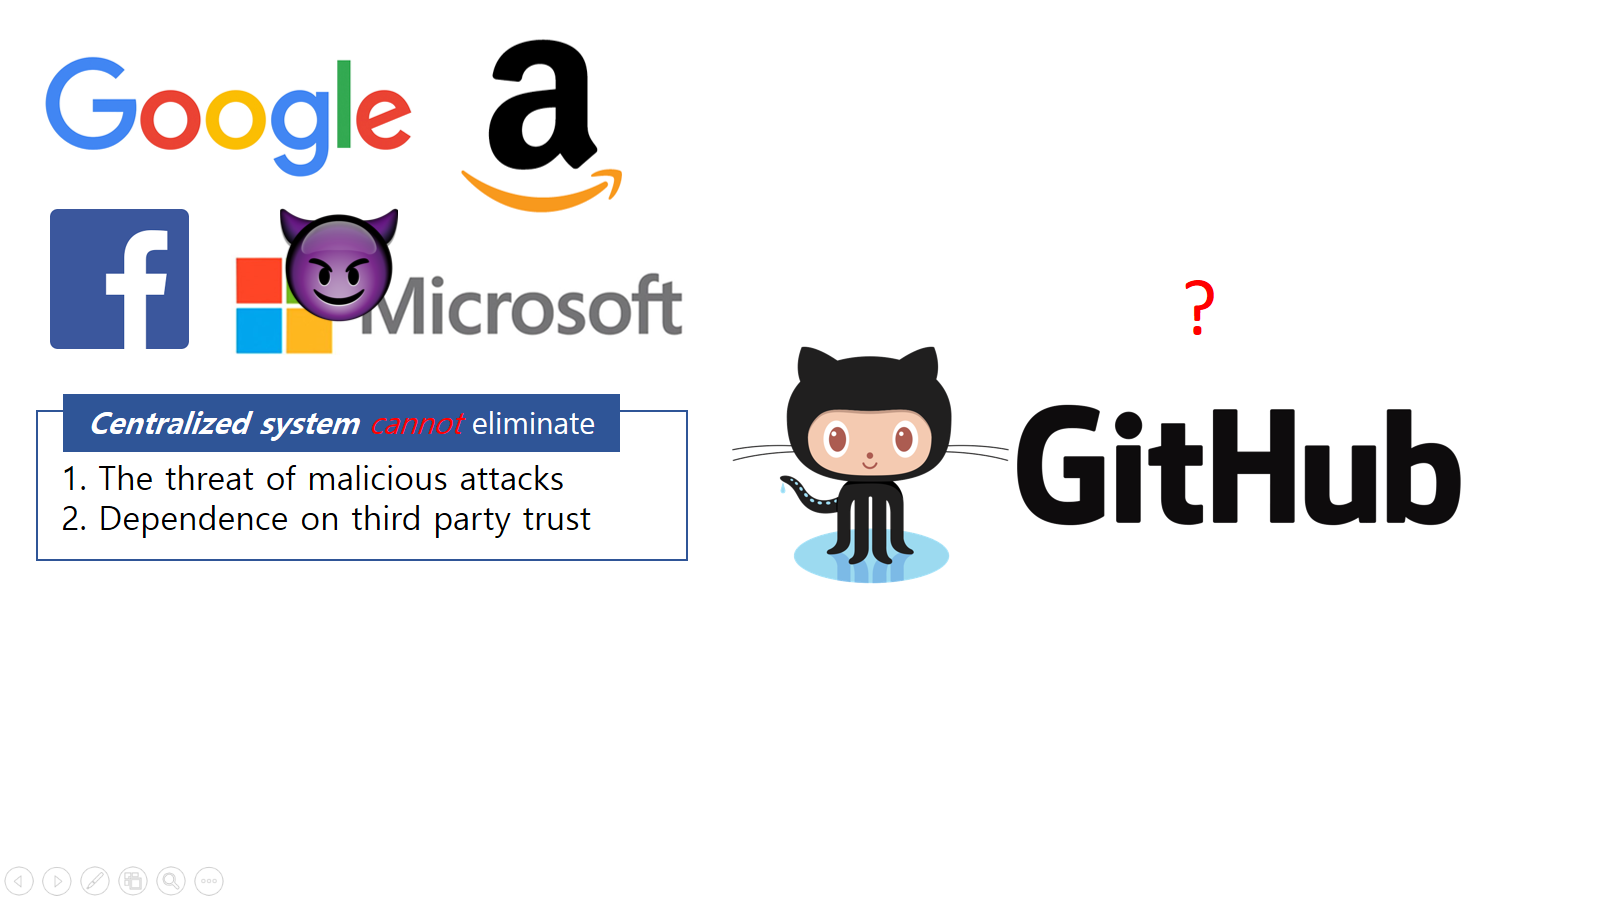 Google
a
f
Microsoft
Centralized system cannot eliminate
1. The threat of malicious attacks
2. Dependence on third party trust
?
GitHub